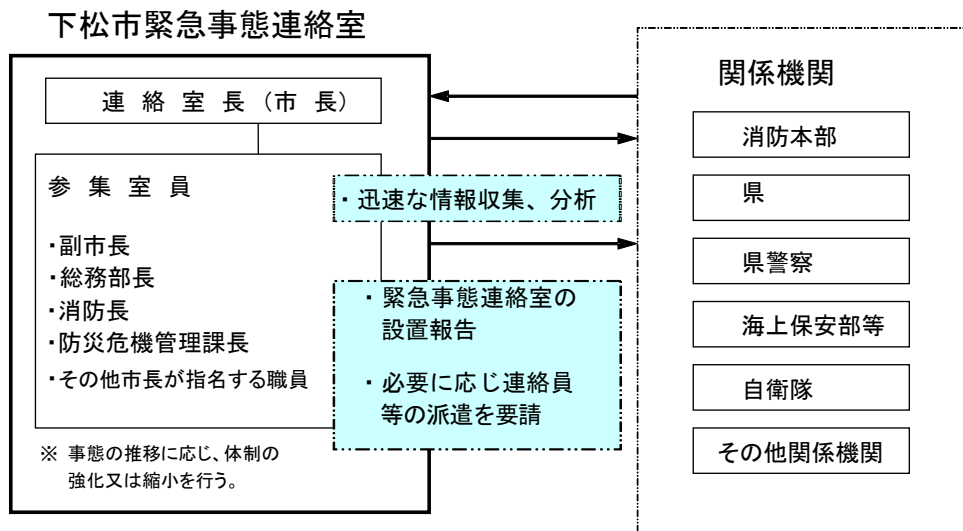 下松市緊急事態連絡室
連 絡 室 長（市 長）
参 集 室 員
・副市長
・総務部長
・消防長
・防災危機管理課長
・その他市長が指名する職員
※ 事態の推移に応じ、体制の
強化又は縮小を行う。
・迅速な情報収集、分析
・緊急事態連絡室の
設置報告
・必要に応じ連絡員
等の派遣を要請
関係機関
消防本部
県
県警察
海上保安部等
自衛隊
その他関係機関